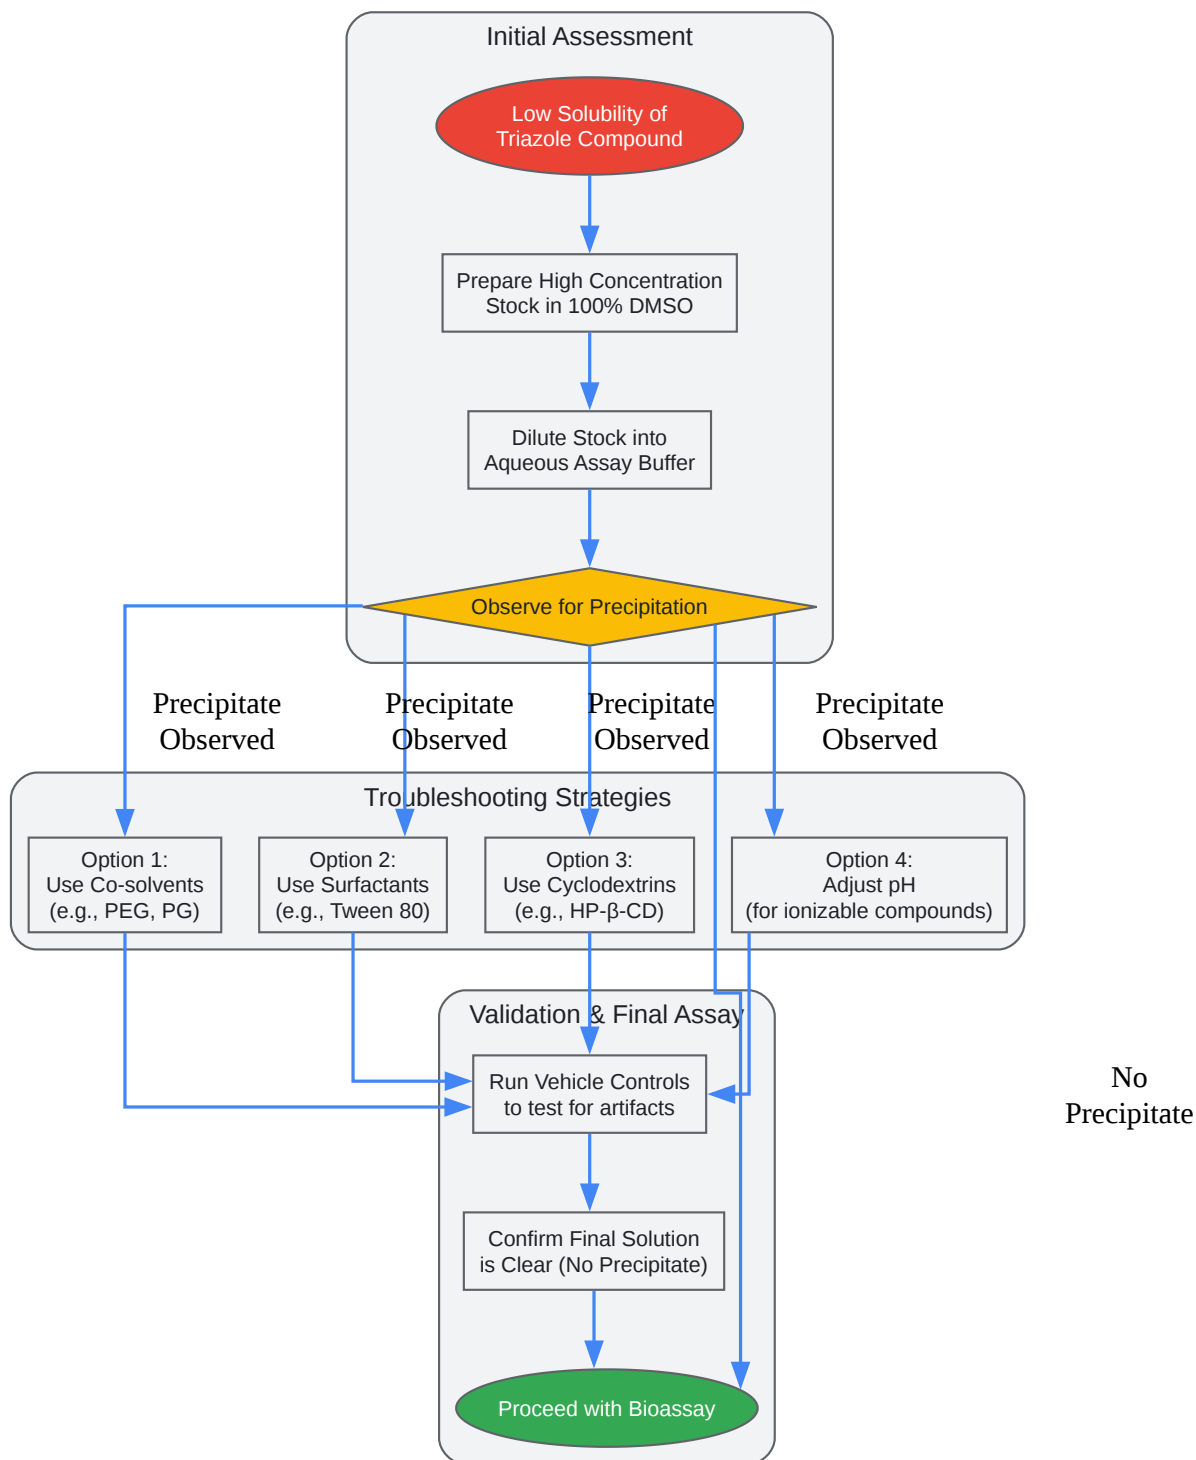 Initial Assessment
Low Solubility of
Triazole Compound
Prepare High Concentration
Stock in 100% DMSO
Dilute Stock into
Aqueous Assay Buffer
Observe for Precipitation
Precipitate
Observed
Precipitate
Observed
Precipitate
Observed
Precipitate
Observed
Troubleshooting Strategies
Option 1:
Use Co-solvents
(e.g., PEG, PG)
Option 2:
Use Surfactants
(e.g., Tween 80)
Option 3:
Use Cyclodextrins
(e.g., HP-β-CD)
Option 4:
Adjust pH
(for ionizable compounds)
Validation & Final Assay
Run Vehicle Controls
to test for artifacts
No
Precipitate
Confirm Final Solution
is Clear (No Precipitate)
Proceed with Bioassay